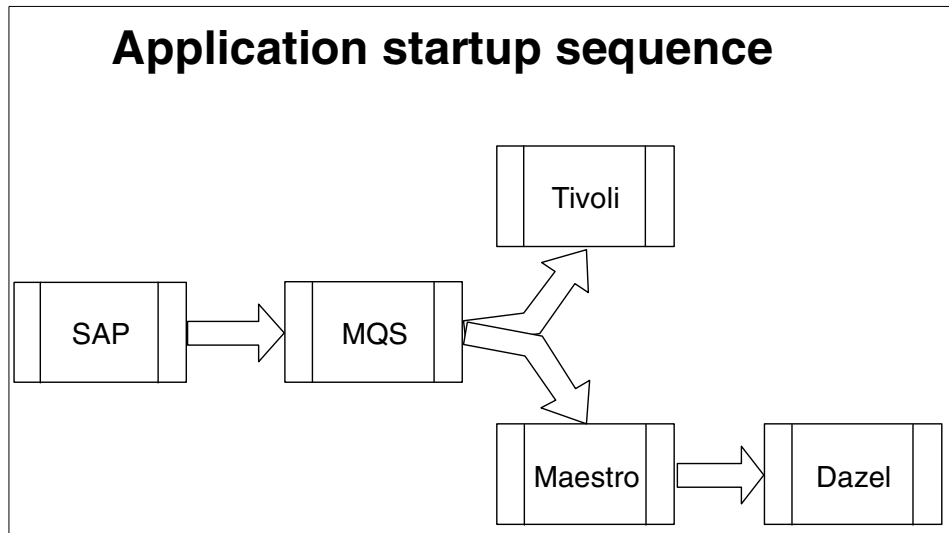 Application startup sequence
Tivoli
SAP
MQS
Maestro
Dazel